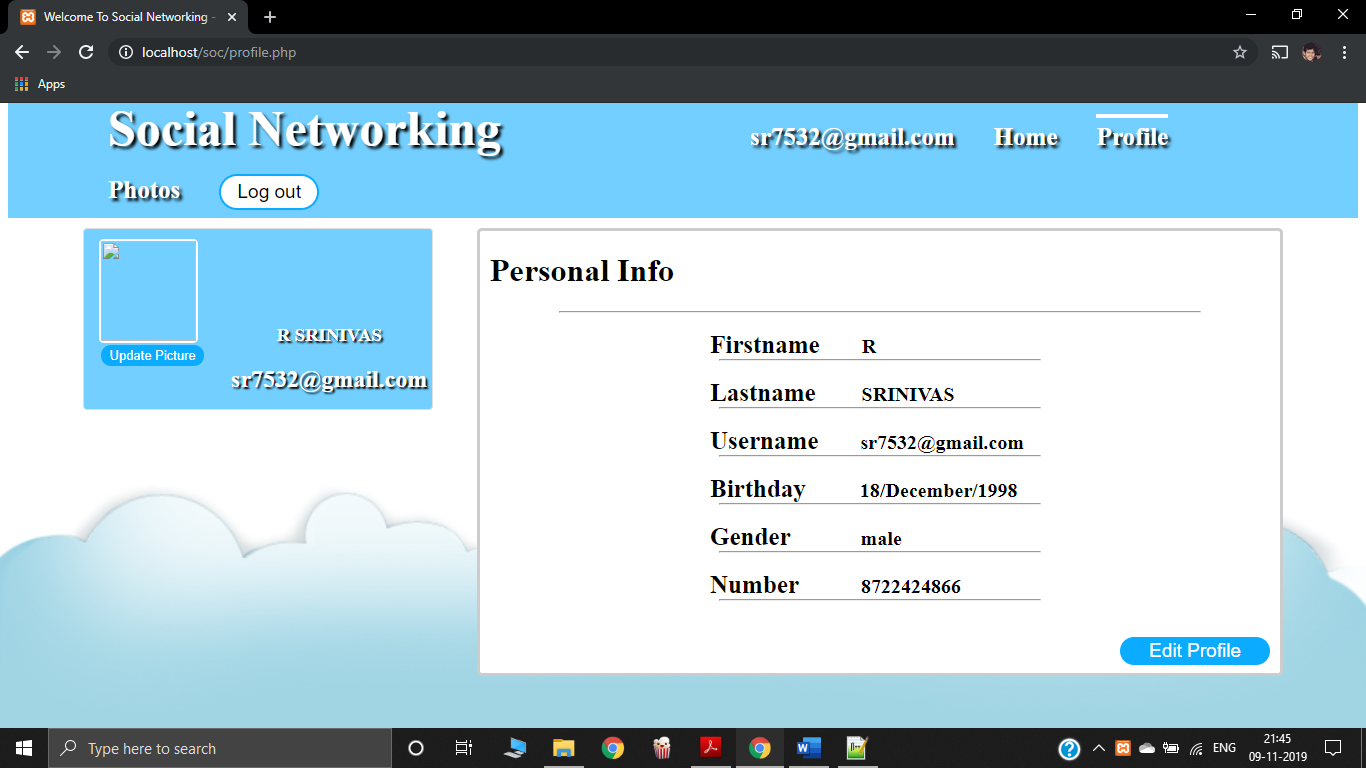 Welcome To Social Networking -
localhost/soc/profile.php
Apps
Social Networking
sr7532@gmail.com Home Profile
Photos Log out
Update Picture
R SRINIVAS
sr7532@gmail.com
Personal Info
Firstname R
Lastname SRINIVAS
Username sr7532@gmail.com
Birthday 18/December/1998
Gender male
Number 8722424866
Edit Profile
Type here to search
ENG
21:45
09-11-2019